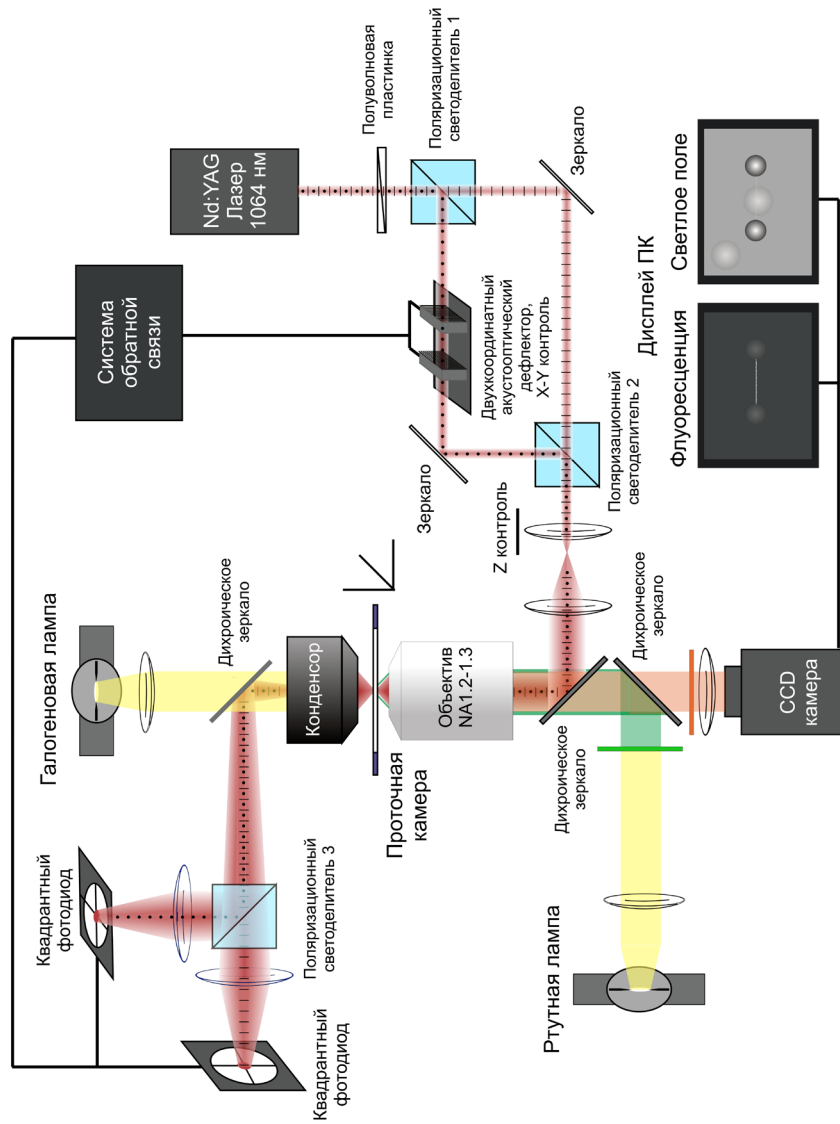 Галогеновая лампа
Квадрантный
фотодиод
Дихроическое
зеркало
Система
обратной
связи
Nd:YAG
Лазер
1064 нм
Полуволновая
пластинка
Поляризационный
светоделитель 1
Зеркало
Двухкоординатный
акустооптический
дефлектор,
X-Y контроль
Зеркало
Поляризационный
светоделитель 2
Z контроль
Конденсор
Проточная
камера
Объектив
NA1.2-1.3
Поляризационный
светоделитель 3
Квадрантный
фотодиод
Дихроическое
зеркало
Дихроическое
зеркало
Ртутная лампа
CCD
камера
Флуоресценция
Светлое поле
Дисплей ПК